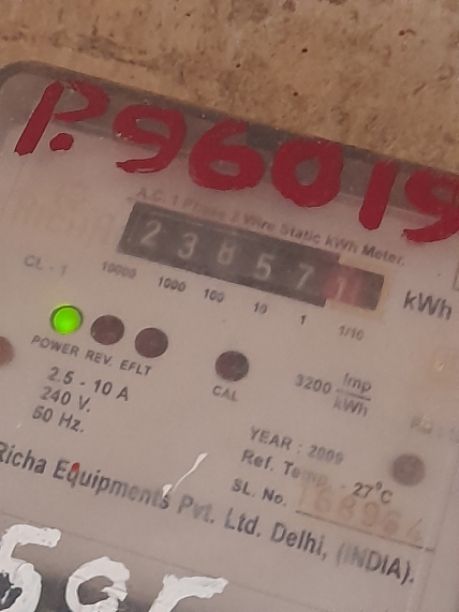 P.96019
A.C. 1 Phase 2 Wire Static kWh Meter.
2 3 8 5 7 1
kWh
CL - 1 10000 1000 100 10 1 1/10
POWER REV. EFLT
CAL
3200 Imp/kWh
2.5 - 10 A
240 V.
50 Hz.
YEAR : 2009
Ref. Temp. - 27°C
SL. No. 168964
Richa Equipments Pvt. Ltd. Delhi, (INDIA).